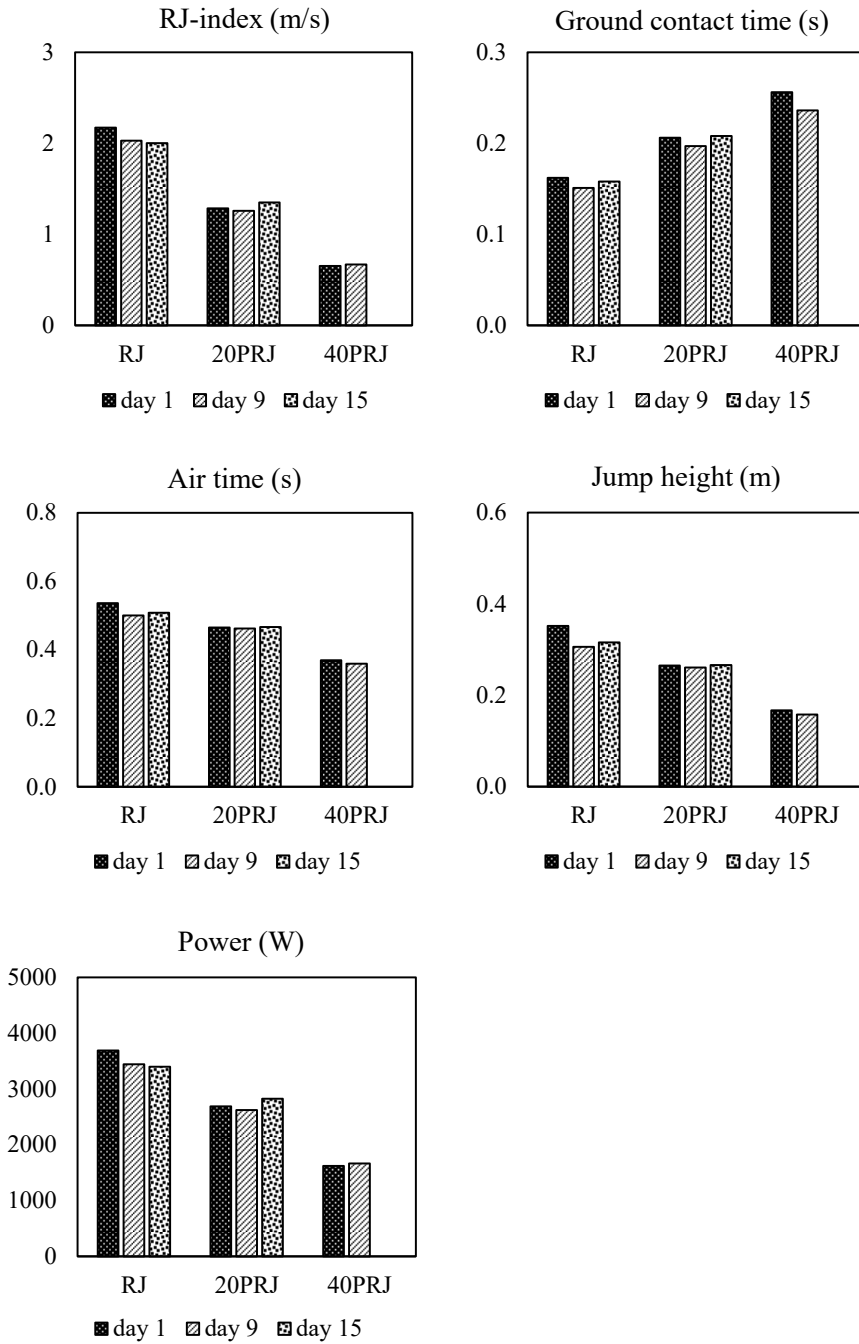 RJ-index (m/s)
3
2
1
0
RJ 20PRJ 40PRJ
day 1 day 9 day 15
Ground contact time (s)
0.3
0.2
0.1
0.0
RJ 20PRJ 40PRJ
day 1 day 9 day 15
Air time (s)
0.8
0.6
0.4
0.2
0.0
RJ 20PRJ 40PRJ
day 1 day 9 day 15
Jump height (m)
0.6
0.4
0.2
0.0
RJ 20PRJ 40PRJ
day 1 day 9 day 15
Power (W)
5000
4000
3000
2000
1000
0
RJ 20PRJ 40PRJ
day 1 day 9 day 15